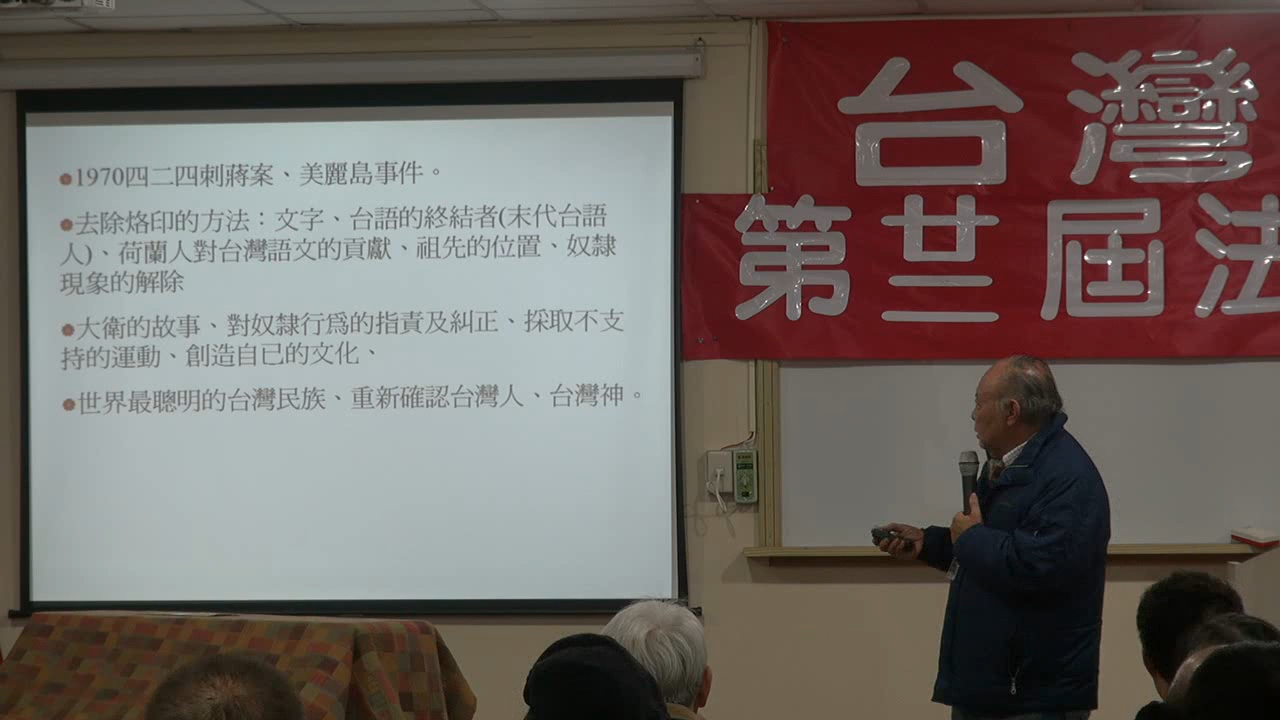 1970四二四刺蔣案、美麗島事件。
去除烙印的方法：文字、台語的終結者(末代台語
人)、荷蘭人對台灣語文的貢獻、祖先的位置、奴隸
現象的解除
大衛的故事、對奴隸行爲的指責及糾正、採取不支
持的運動、創造自已的文化、
世界最聰明的台灣民族、重新確認台灣人、台灣神。
台灣
第廿二屆法